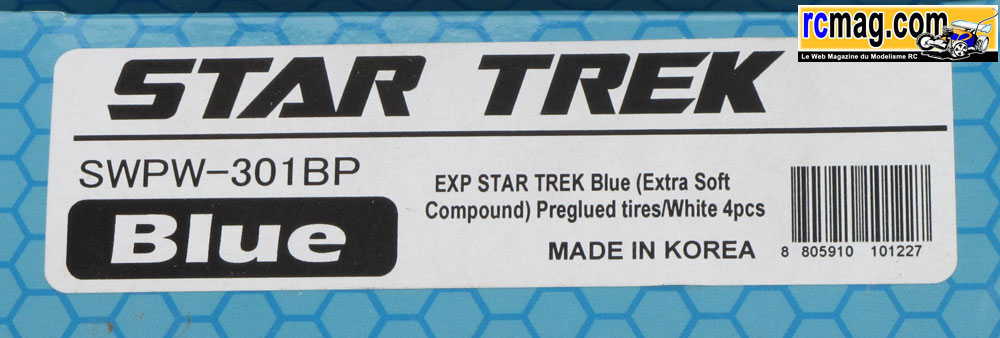 rcmag.com
Le Web Magazine du Modelisme RC
STAR TREK
SWPW-301BP
Blue
EXP STAR TREK Blue (Extra Soft
Compound) Preglued tires/White 4pcs
MADE IN KOREA
8 805910 101227